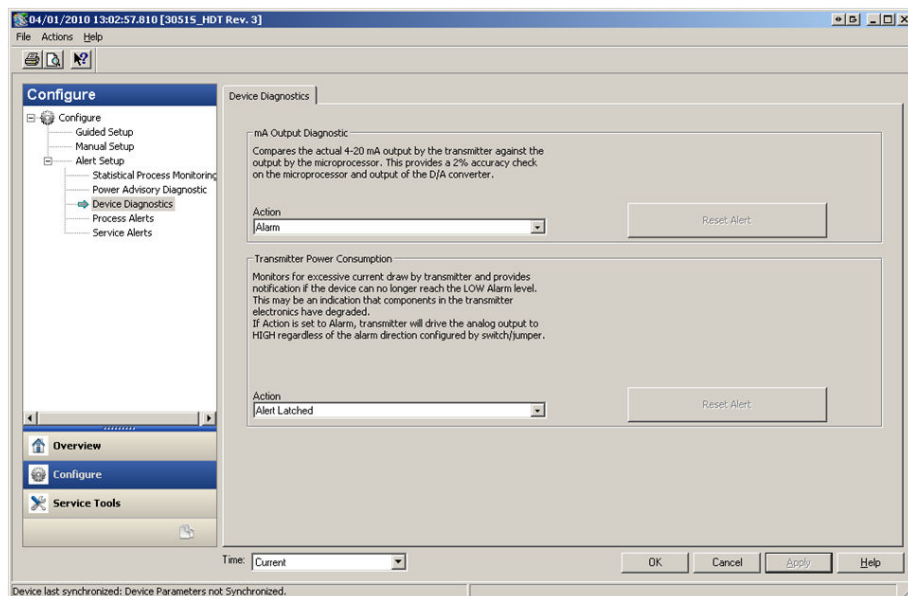 04/01/2010 13:02:57.810 [3051S_HDT Rev. 3]
File Actions Help
Configure
Configure
Guided Setup
Manual Setup
Alert Setup
Statistical Process Monitoring
Power Advisory Diagnostic
Device Diagnostics
Process Alerts
Service Alerts
Overview
Configure
Service Tools
Device Diagnostics
mA Output Diagnostic
Compares the actual 4-20 mA output by the transmitter against the
output by the microprocessor. This provides a 2% accuracy check
on the microprocessor and output of the D/A converter.
Action
Alarm
Reset Alert
Transmitter Power Consumption
Monitors for excessive current draw by transmitter and provides
notification if the device can no longer reach the LOW Alarm level.
This may be an indication that components in the transmitter
electronics have degraded.
If Action is set to Alarm, transmitter will drive the analog output to
HIGH regardless of the alarm direction configured by switch/jumper.
Action
Alert Latched
Reset Alert
Time: Current
OK Cancel Apply Help
Device last synchronized: Device Parameters not Synchronized.